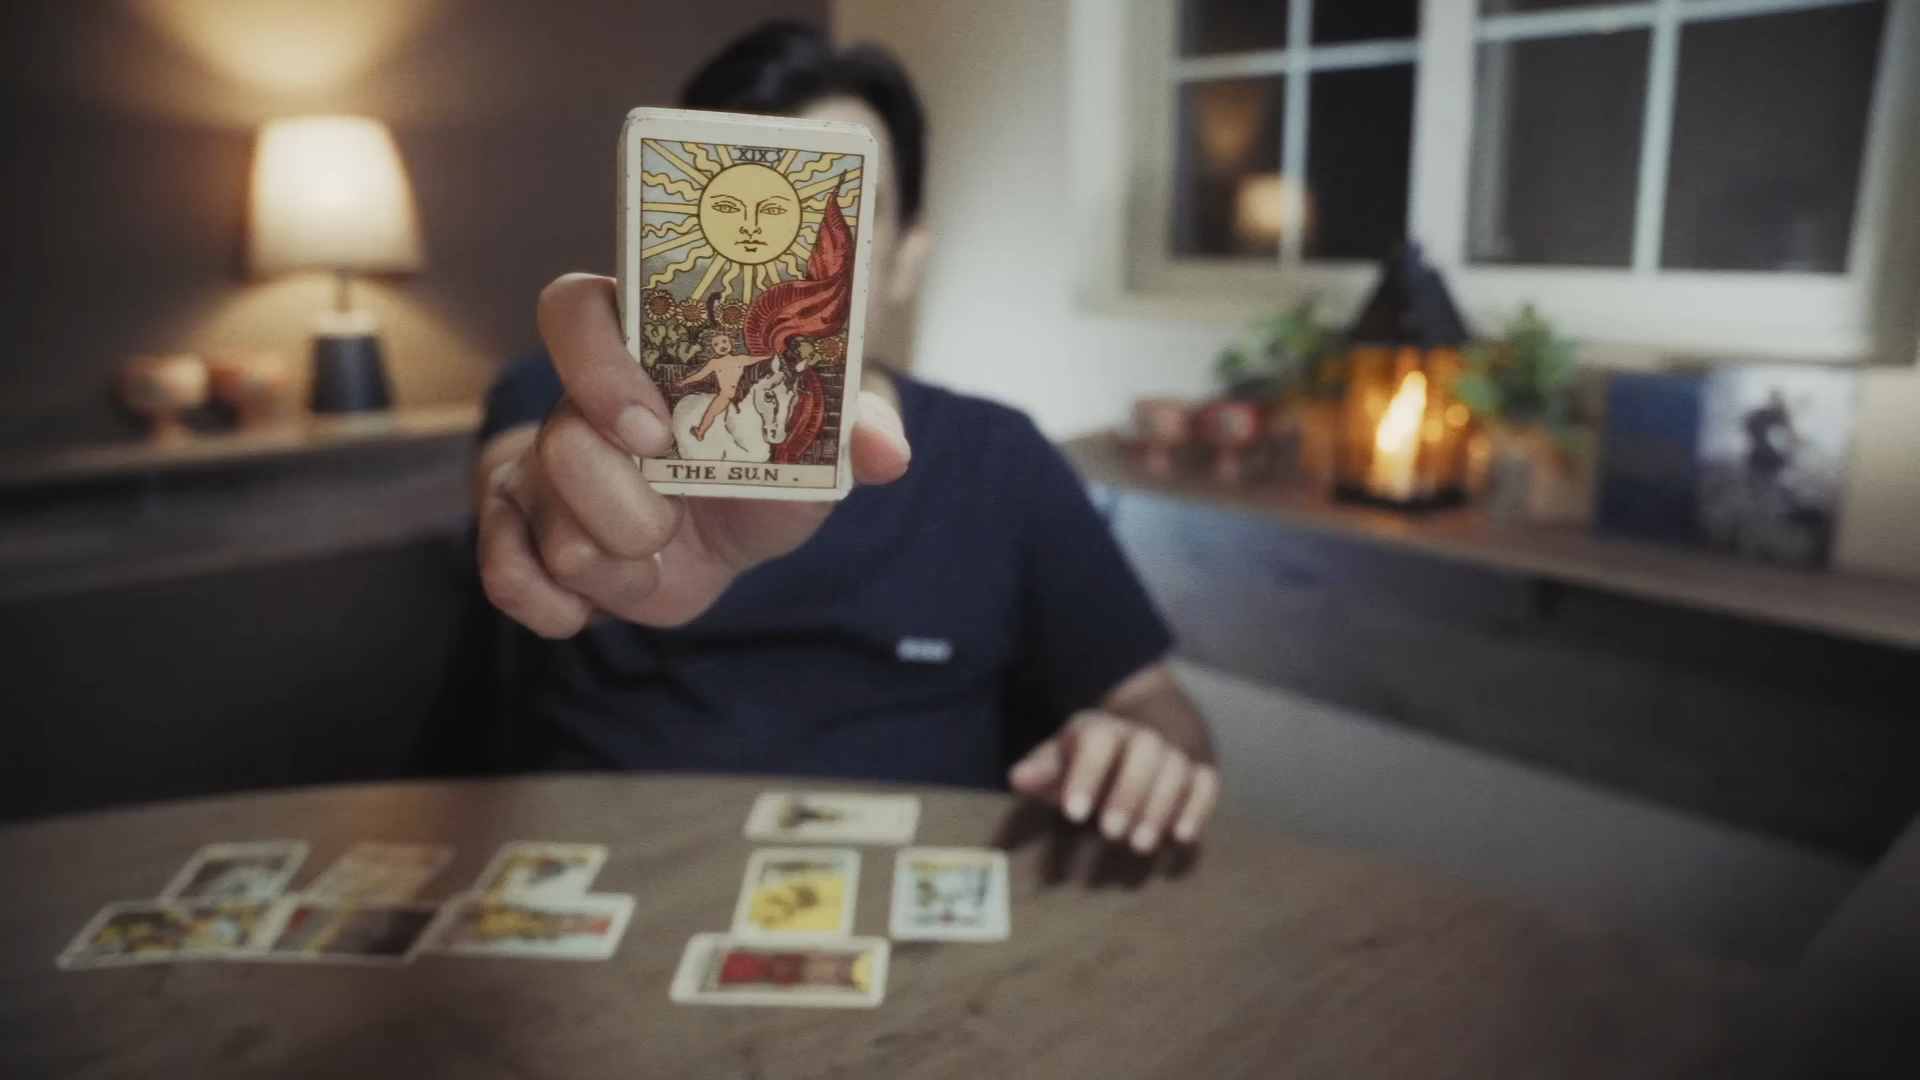 XIX
THE SUN .